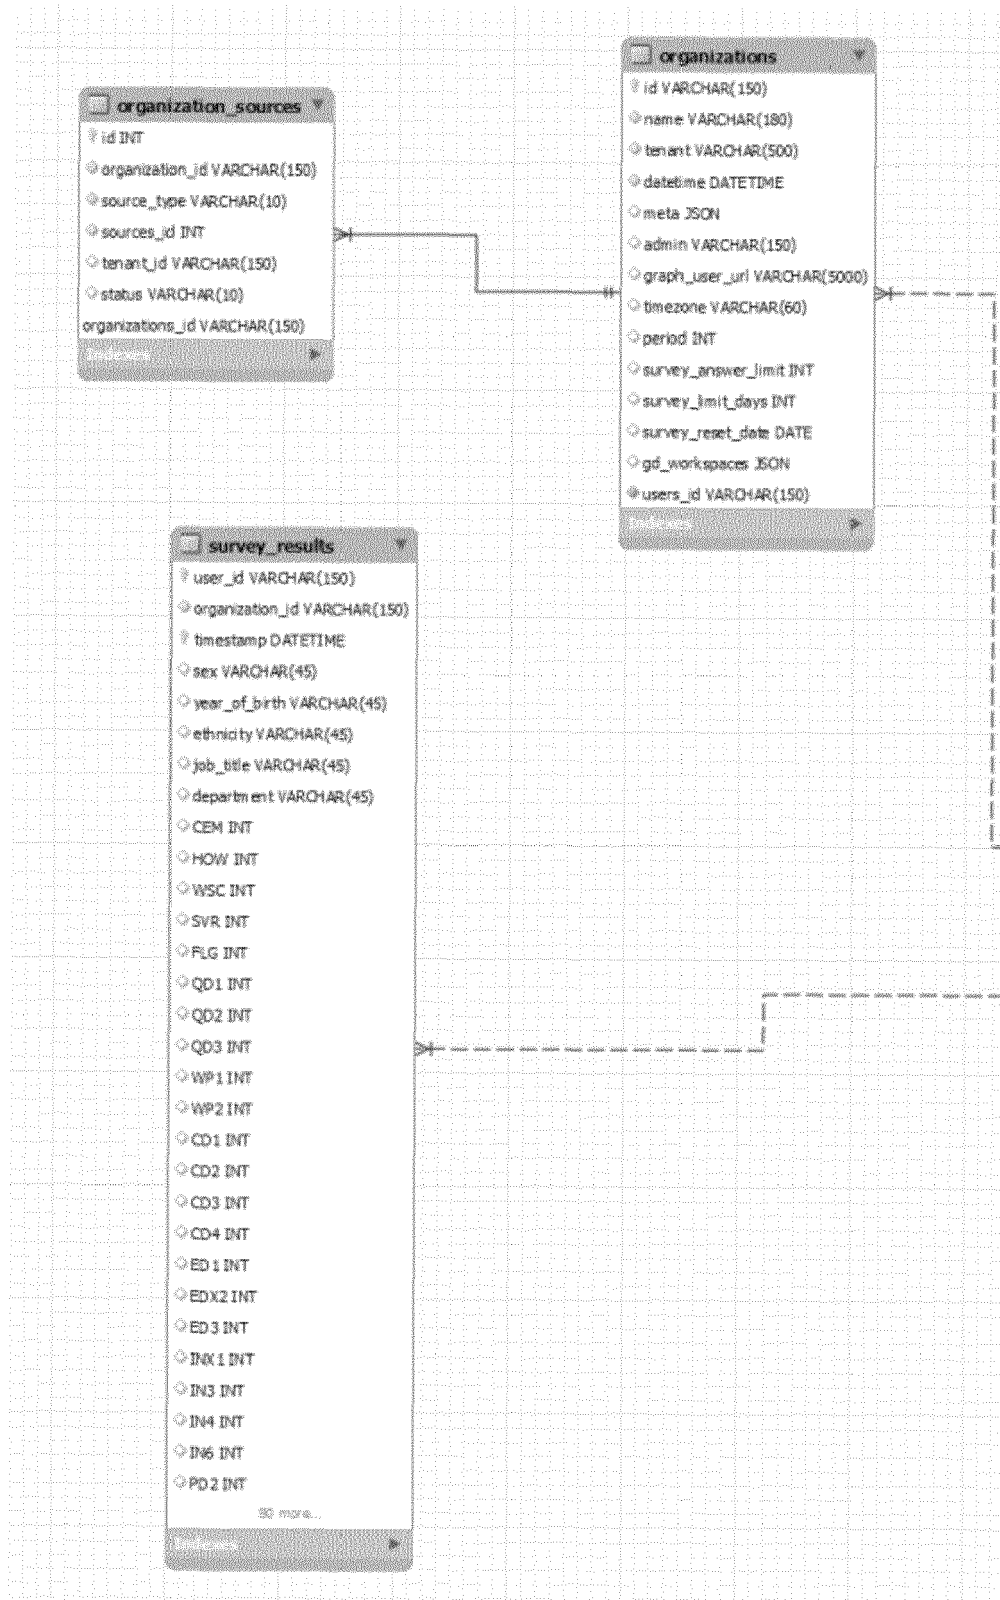 organization_sources
id INT
organization_id VARCHAR(150)
source_type VARCHAR(10)
sources_id INT
tenant_id VARCHAR(150)
status VARCHAR(10)
organizations_id VARCHAR(150)
Indexes
organizations
id VARCHAR(150)
name VARCHAR(180)
tenant VARCHAR(500)
datetime DATETIME
meta JSON
admin VARCHAR(150)
graph_user_url VARCHAR(5000)
timezone VARCHAR(60)
period INT
survey_answer_limit INT
survey_limit_days INT
survey_reset_date DATE
gd_workspaces JSON
users_id VARCHAR(150)
Indexes
survey_results
user_id VARCHAR(150)
organization_id VARCHAR(150)
timestamp DATETIME
sex VARCHAR(45)
year_of_birth VARCHAR(45)
ethnicity VARCHAR(45)
job_title VARCHAR(45)
department VARCHAR(45)
CEM INT
HOW INT
WSC INT
SVR INT
FLG INT
QD1 INT
QD2 INT
QD3 INT
WP1 INT
WP2 INT
CD1 INT
CD2 INT
CD3 INT
CD4 INT
ED1 INT
EDX2 INT
ED3 INT
INX1 INT
IN3 INT
IN4 INT
IN6 INT
PD2 INT
more...
Indexes